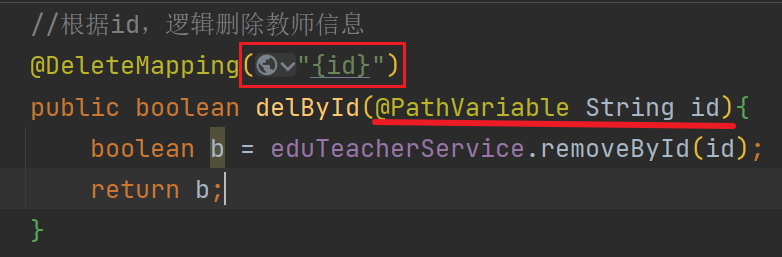 //根据id，逻辑删除教师信息
@DeleteMapping("{id}")
public boolean delById(@PathVariable String id){
boolean b = eduTeacherService.removeById(id);
return b;
}